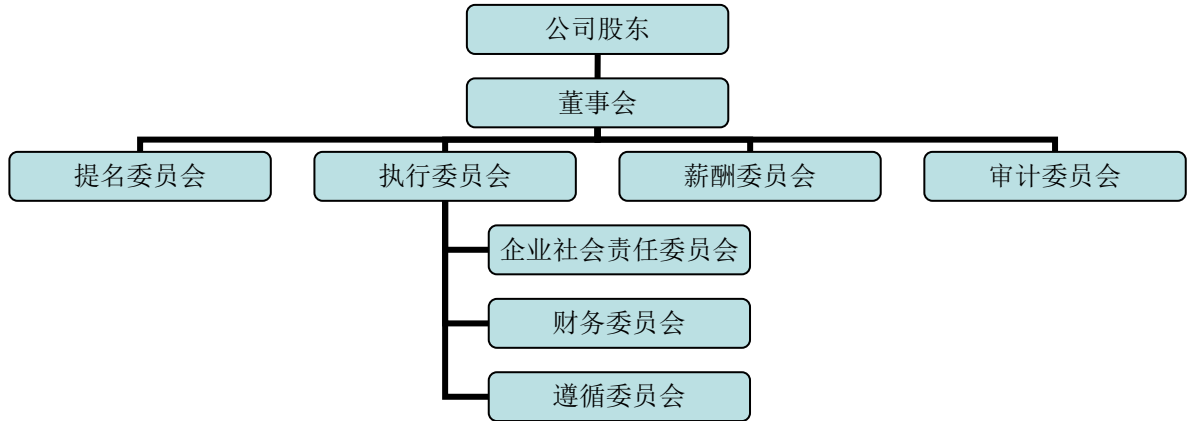 公司股东
董事会
提名委员会
执行委员会
薪酬委员会
审计委员会
企业社会责任委员会
财务委员会
遵循委员会